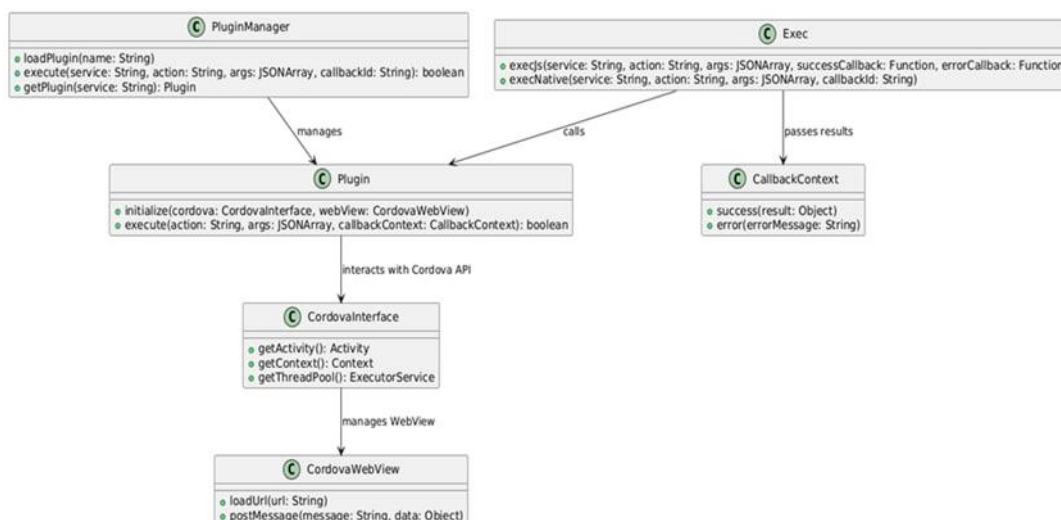 C PluginManager
loadPlugin(name: String)
execute(service: String, action: String, args: JSONArray, callbackId: String): boolean
getPlugin(service: String): Plugin
C Exec
execJs(service: String, action: String, args: JSONArray, successCallback: Function, errorCallback: Function
execNative(service: String, action: String, args: JSONArray, callbackId: String)
manages
calls
passes results
C Plugin
initialize(cordova: CordovaInterface, webView: CordovaWebView)
execute(action: String, args: JSONArray, callbackContext: CallbackContext): boolean
C CallbackContext
success(result: Object)
error(errorMessage: String)
interacts with Cordova API
C CordovaInterface
getActivity(): Activity
getContext(): Context
getThreadPool(): ExecutorService
manages WebView
C CordovaWebView
loadUrl(url: String)
postMessage(message: String, data: Object)